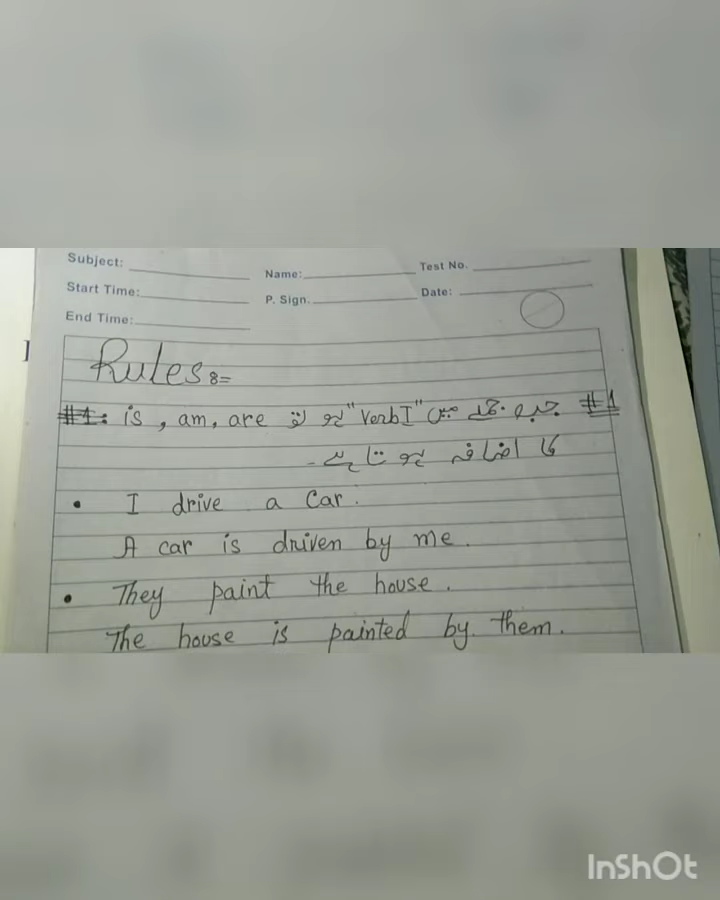 Subject:
Name:
Test No.
Start Time:
P. Sign.
Date:
End Time:
Rules:=
#1 جب جملے میں "Verb I" ہو تو is, am, are #1:
کا اضافہ ہوتا ہے۔
• I drive a Car.
A car is driven by me.
• They paint the house.
The house is painted by them.
InShOt